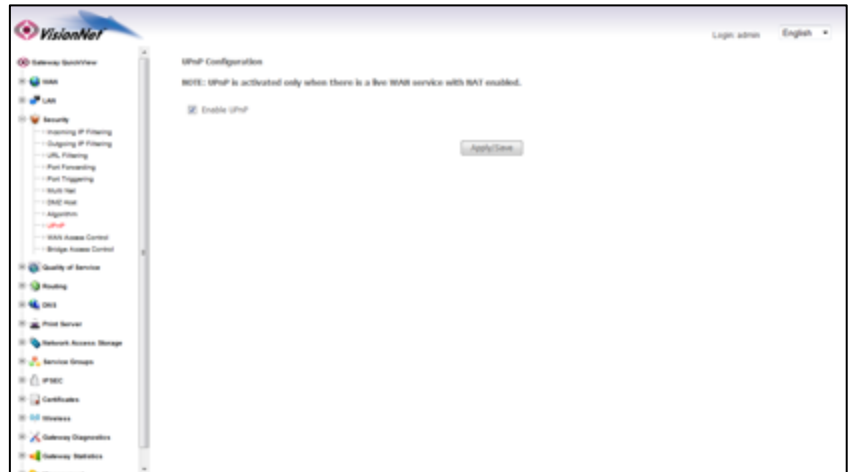 VisionNet
Login: admin
English
Gateway QuickView
WAN
LAN
Security
Incoming IP Filtering
Outgoing IP Filtering
URL Filtering
Port Forwarding
Port Triggering
Multi Nat
DMZ Host
Algorithm
UPnP
WAN Access Control
Bridge Access Control
Quality of Service
Routing
DNS
Print Server
Network Access Storage
Service Groups
IPSEC
Certificates
Wireless
Gateway Diagnostics
Gateway Statistics
UPnP Configuration
NOTE: UPnP is activated only when there is a live WAN service with NAT enabled.
Enable UPnP
Apply/Save